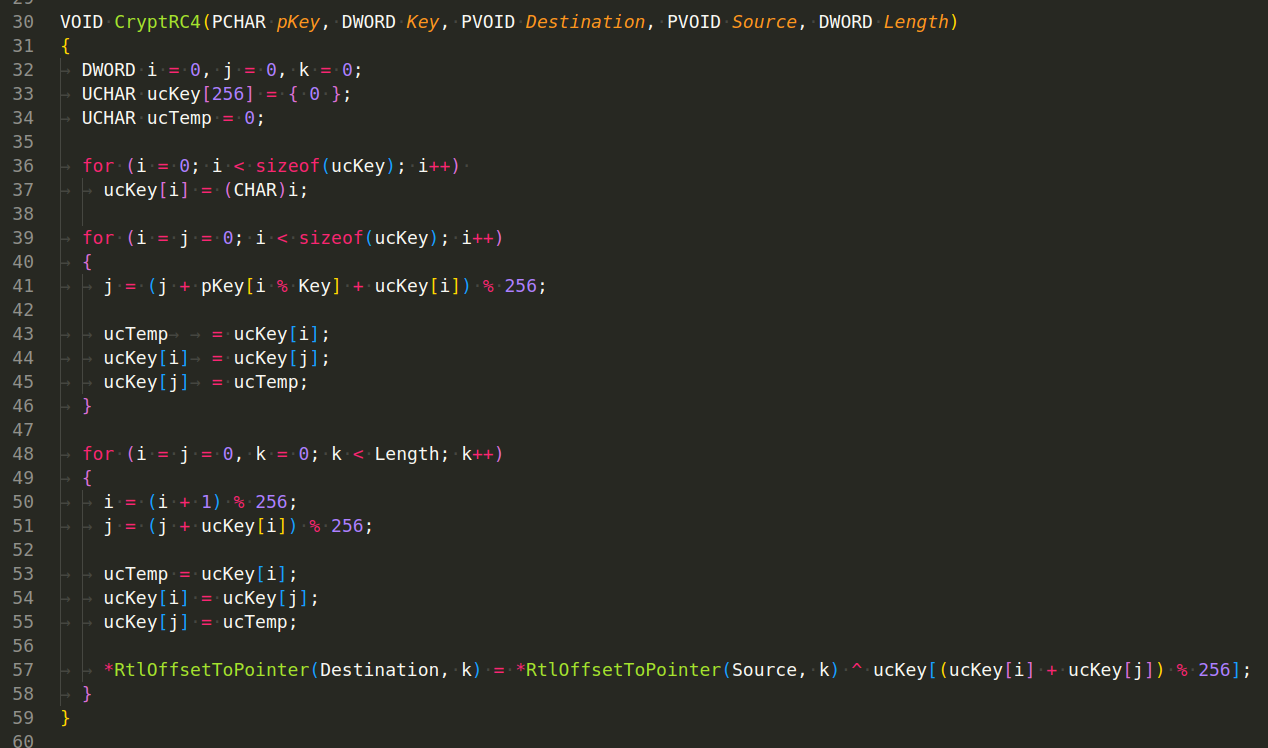 29
30 VOID CryptRC4(PCHAR pKey, DWORD Key, PVOID Destination, PVOID Source, DWORD Length)
31 {
32 DWORD i = 0, j = 0, k = 0;
33 UCHAR ucKey[256] = { 0 };
34 UCHAR ucTemp = 0;
35
36 for (i = 0; i < sizeof(ucKey); i++)
37 ucKey[i] = (CHAR)i;
38
39 for (i = j = 0; i < sizeof(ucKey); i++)
40 {
41 j = (j + pKey[i % Key] + ucKey[i]) % 256;
42
43 ucTemp = ucKey[i];
44 ucKey[i] = ucKey[j];
45 ucKey[j] = ucTemp;
46 }
47
48 for (i = j = 0, k = 0; k < Length; k++)
49 {
50 i = (i + 1) % 256;
51 j = (j + ucKey[i]) % 256;
52
53 ucTemp = ucKey[i];
54 ucKey[i] = ucKey[j];
55 ucKey[j] = ucTemp;
56
57 *RtlOffsetToPointer(Destination, k) = *RtlOffsetToPointer(Source, k) ^ ucKey[(ucKey[i] + ucKey[j]) % 256];
58 }
59 }
60